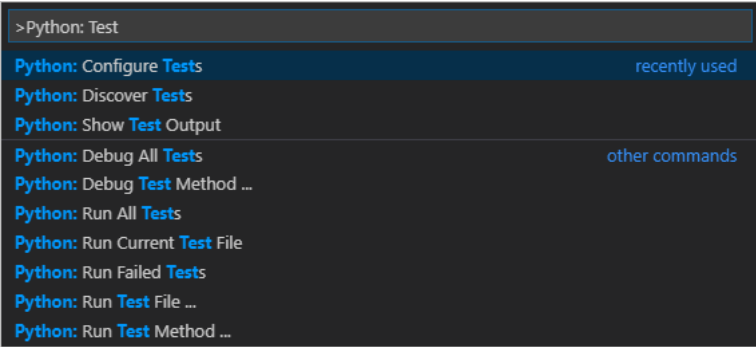 >Python: Test
Python: Configure Tests recently used
Python: Discover Tests
Python: Show Test Output
Python: Debug All Tests other commands
Python: Debug Test Method ...
Python: Run All Tests
Python: Run Current Test File
Python: Run Failed Tests
Python: Run Test File ...
Python: Run Test Method ...